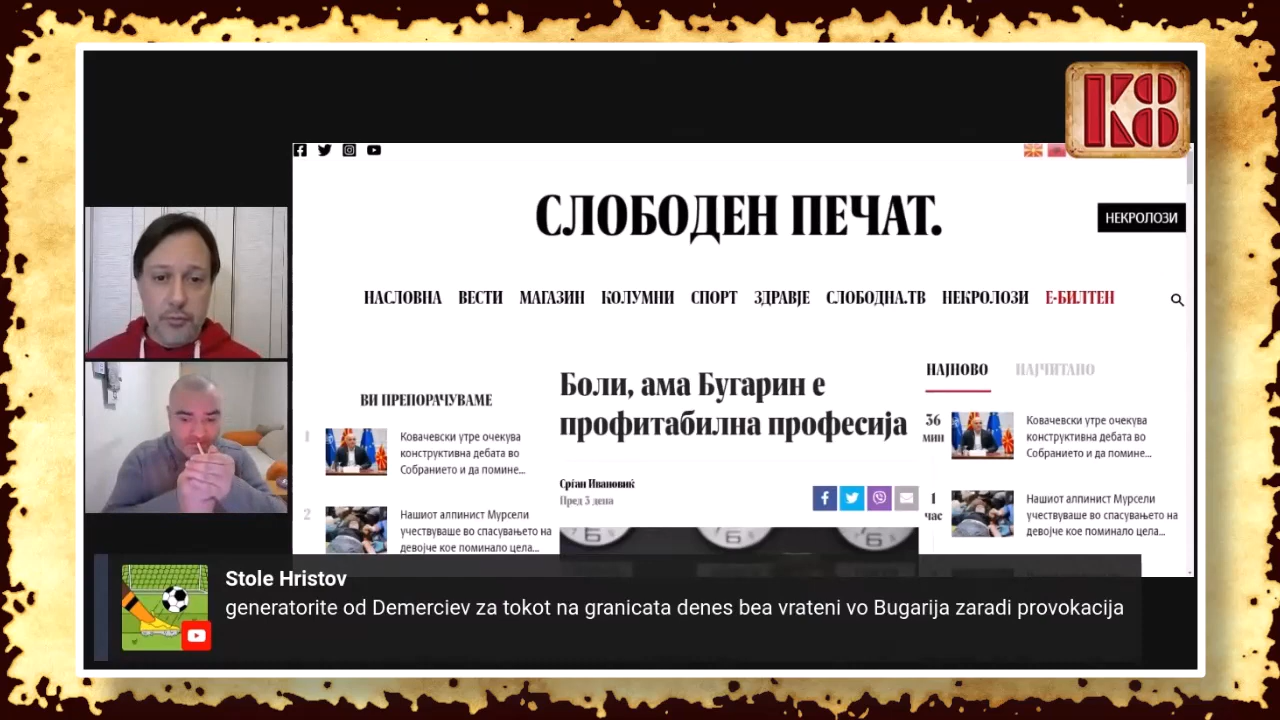 K8
СЛОБОДЕН ПЕЧАТ.
НЕКРОЛОЗИ
НАСЛОВНА ВЕСТИ МАГАЗИН КОЛУМНИ СПОРТ ЗДРАВЈЕ СЛОБОДНА.ТВ НЕКРОЛОЗИ Е-БИЛТЕН
ВИ ПРЕПОРАЧУВАМЕ
1
Ковачевски утре очекува
конструктивна дебата во
Собранието и да помине...
2
Нашиот алпинист Мурсели
учествуваше во спасувањето на
девојче кое поминало цела...
Боли, ама Бугарин е
профитабилна професија
Срѓан Ивановиќ
Пред 3 дена
НАЈНОВО НАЈЧИТАНО
36
мин
Ковачевски утре очекува
конструктивна дебата во
Собранието и да помине...
1
час
Нашиот алпинист Мурсели
учествуваше во спасувањето на
девојче кое поминало цела...
Stole Hristov
generatorite od Demerciev za tokot na granicata denes bea vrateni vo Bugarija zaradi provokacija